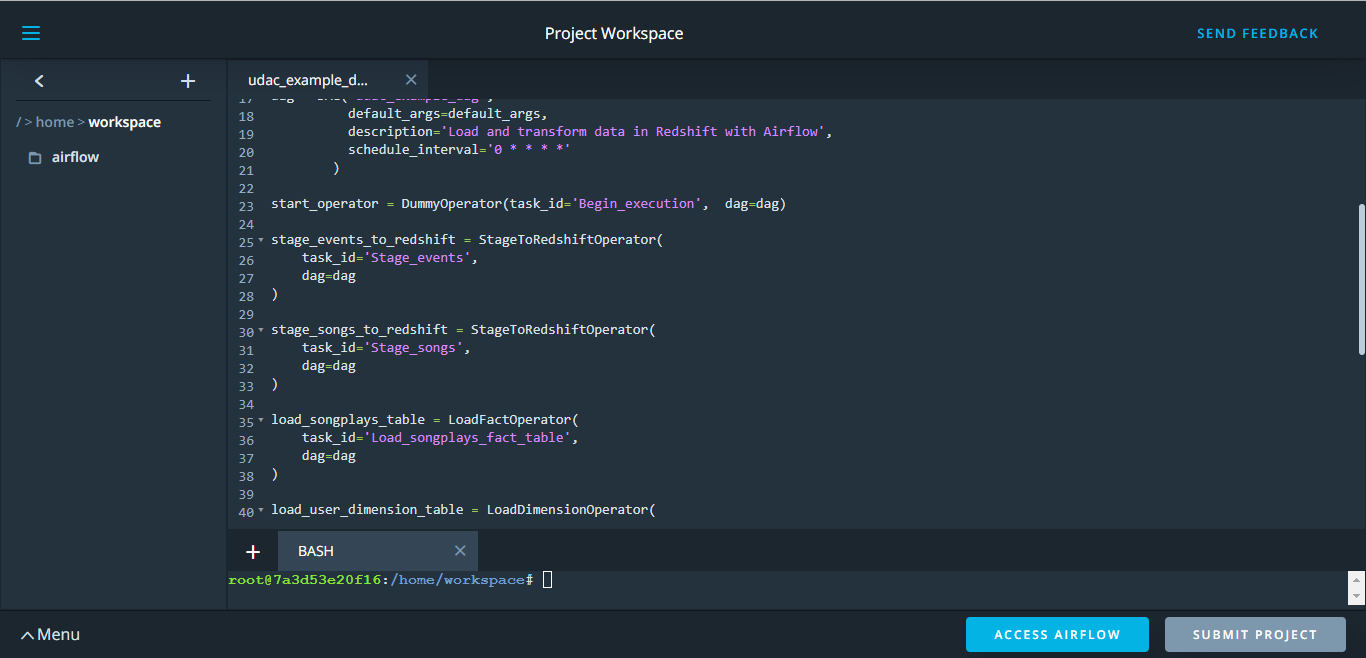 Project Workspace
SEND FEEDBACK
/ > home > workspace
airflow
udac_example_d...
18 default_args=default_args,
19 description='Load and transform data in Redshift with Airflow',
20 schedule_interval='0 * * * *'
21 )
22
23 start_operator = DummyOperator(task_id='Begin_execution',  dag=dag)
24
25 stage_events_to_redshift = StageToRedshiftOperator(
26 task_id='Stage_events',
27 dag=dag
28 )
29
30 stage_songs_to_redshift = StageToRedshiftOperator(
31 task_id='Stage_songs',
32 dag=dag
33 )
34
35 load_songplays_table = LoadFactOperator(
36 task_id='Load_songplays_fact_table',
37 dag=dag
38 )
39
40 load_user_dimension_table = LoadDimensionOperator(
BASH
root@7a3d53e20f16:/home/workspace#
Menu
ACCESS AIRFLOW
SUBMIT PROJECT